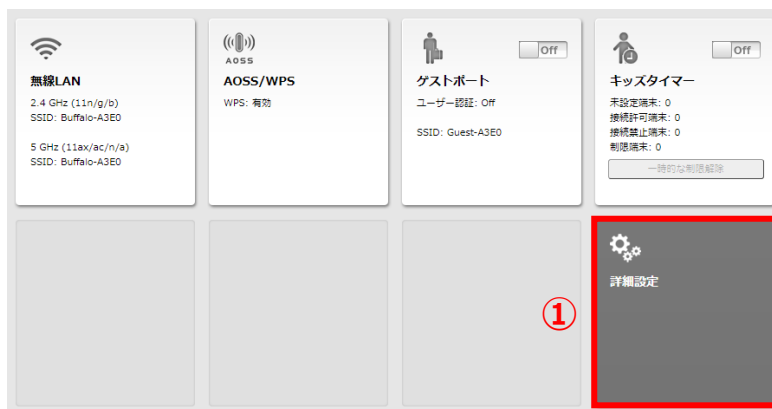 無線LAN
2.4 GHz (11n/g/b)
SSID: Buffalo-A3E0
5 GHz (11ax/ac/n/a)
SSID: Buffalo-A3E0
AOSS
AOSS/WPS
WPS: 有効
Off
ゲストポート
ユーザー認証: Off
SSID: Guest-A3E0
Off
キッズタイマー
未設定端末: 0
接続許可端末: 0
接続禁止端末: 0
制限端末: 0
一時的な制限解除
①
詳細設定